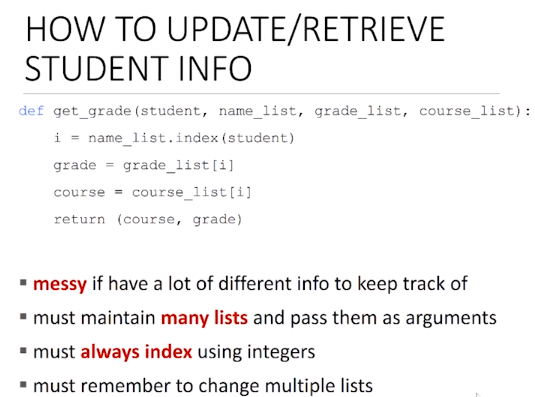 HOW TO UPDATE/RETRIEVE
STUDENT INFO
def get_grade(student, name_list, grade_list, course_list):
i = name_list.index(student)
grade = grade_list[i]
course = course_list[i]
return (course, grade)
▪ messy if have a lot of different info to keep track of
▪ must maintain many lists and pass them as arguments
▪ must always index using integers
▪ must remember to change multiple lists